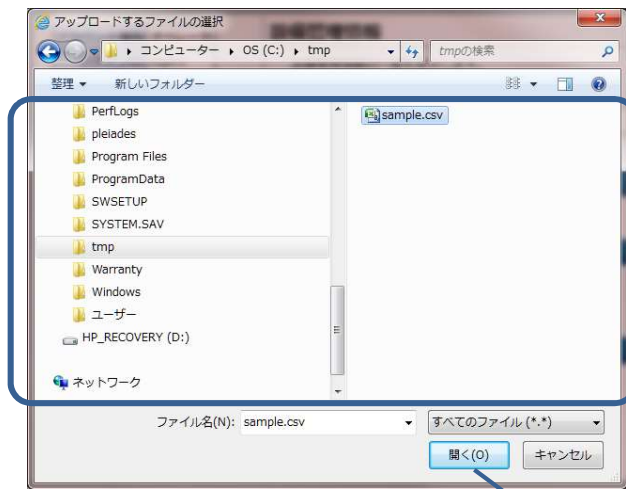 アップロードするファイルの選択
コンピューター ▸ OS (C:) ▸ tmp
tmpの検索
整理 ▼ 新しいフォルダー
PerfLogs
pleiades
Program Files
ProgramData
SWSETUP
SYSTEM.SAV
tmp
Warranty
Windows
ユーザー
HP_RECOVERY (D:)
ネットワーク
sample.csv
ファイル名(N): sample.csv
すべてのファイル (*.*)
開く(O) キャンセル